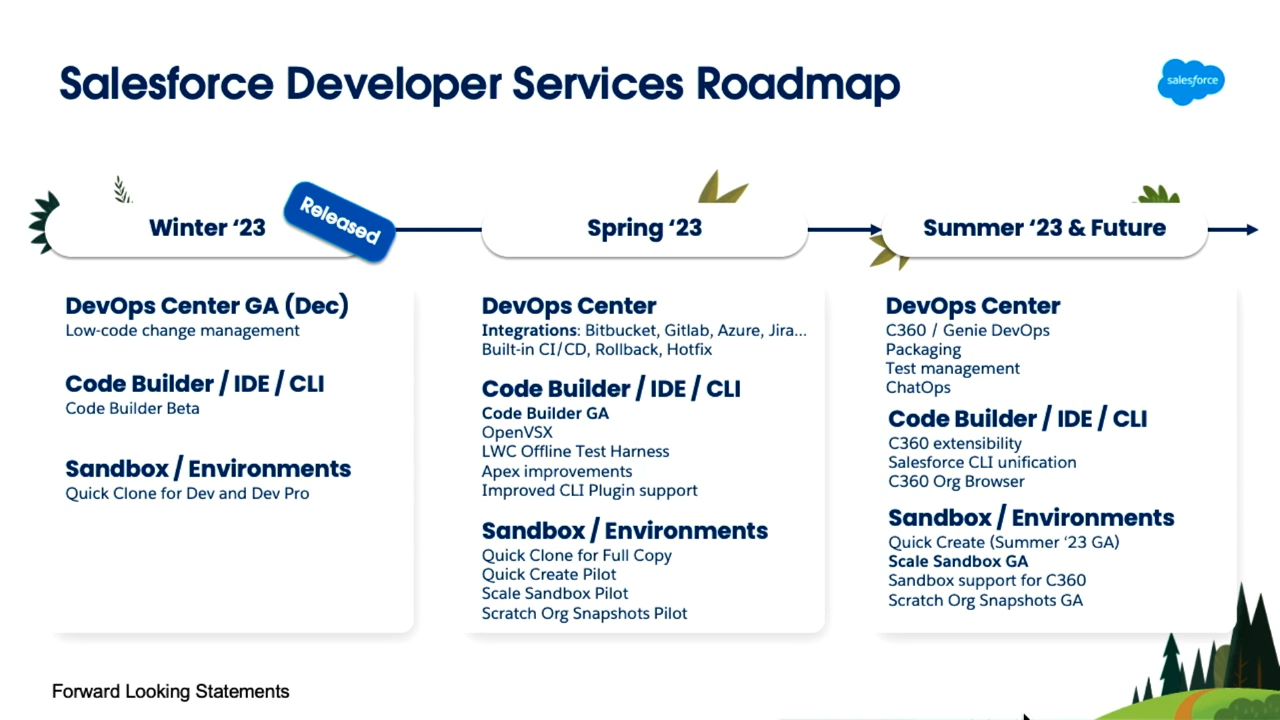 Salesforce Developer Services Roadmap
salesforce
Winter ‘23
Released
Spring ‘23
Summer ‘23 & Future
DevOps Center GA (Dec)
Low-code change management
Code Builder / IDE / CLI
Code Builder Beta
Sandbox / Environments
Quick Clone for Dev and Dev Pro
DevOps Center
Integrations: Bitbucket, Gitlab, Azure, Jira...
Built-in CI/CD, Rollback, Hotfix
Code Builder / IDE / CLI
Code Builder GA
OpenVSX
LWC Offline Test Harness
Apex improvements
Improved CLI Plugin support
Sandbox / Environments
Quick Clone for Full Copy
Quick Create Pilot
Scale Sandbox Pilot
Scratch Org Snapshots Pilot
DevOps Center
C360 / Genie DevOps
Packaging
Test management
ChatOps
Code Builder / IDE / CLI
C360 extensibility
Salesforce CLI unification
C360 Org Browser
Sandbox / Environments
Quick Create (Summer ‘23 GA)
Scale Sandbox GA
Sandbox support for C360
Scratch Org Snapshots GA
Forward Looking Statements